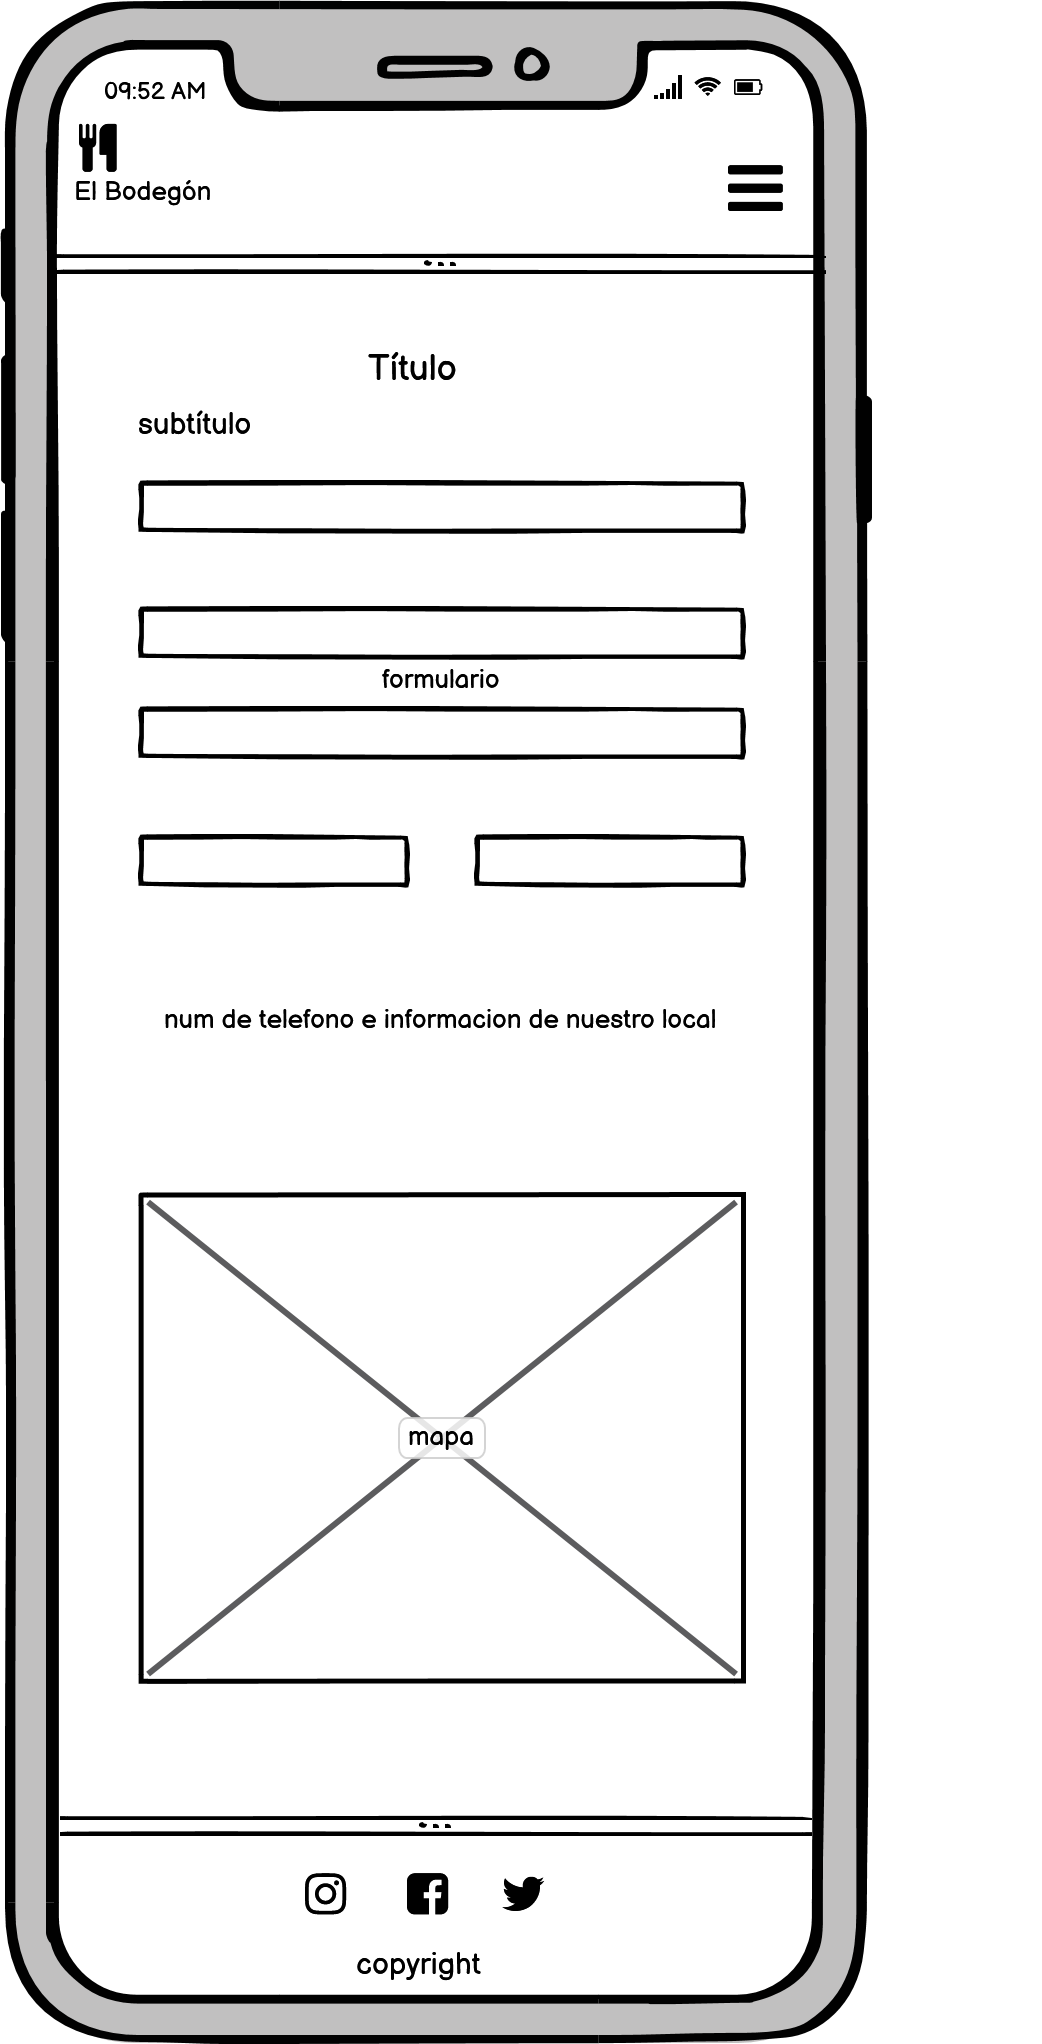 09:52 AM
El Bodegón
Título
subtítulo
formulario
num de telefono e informacion de nuestro local
mapa
copyright